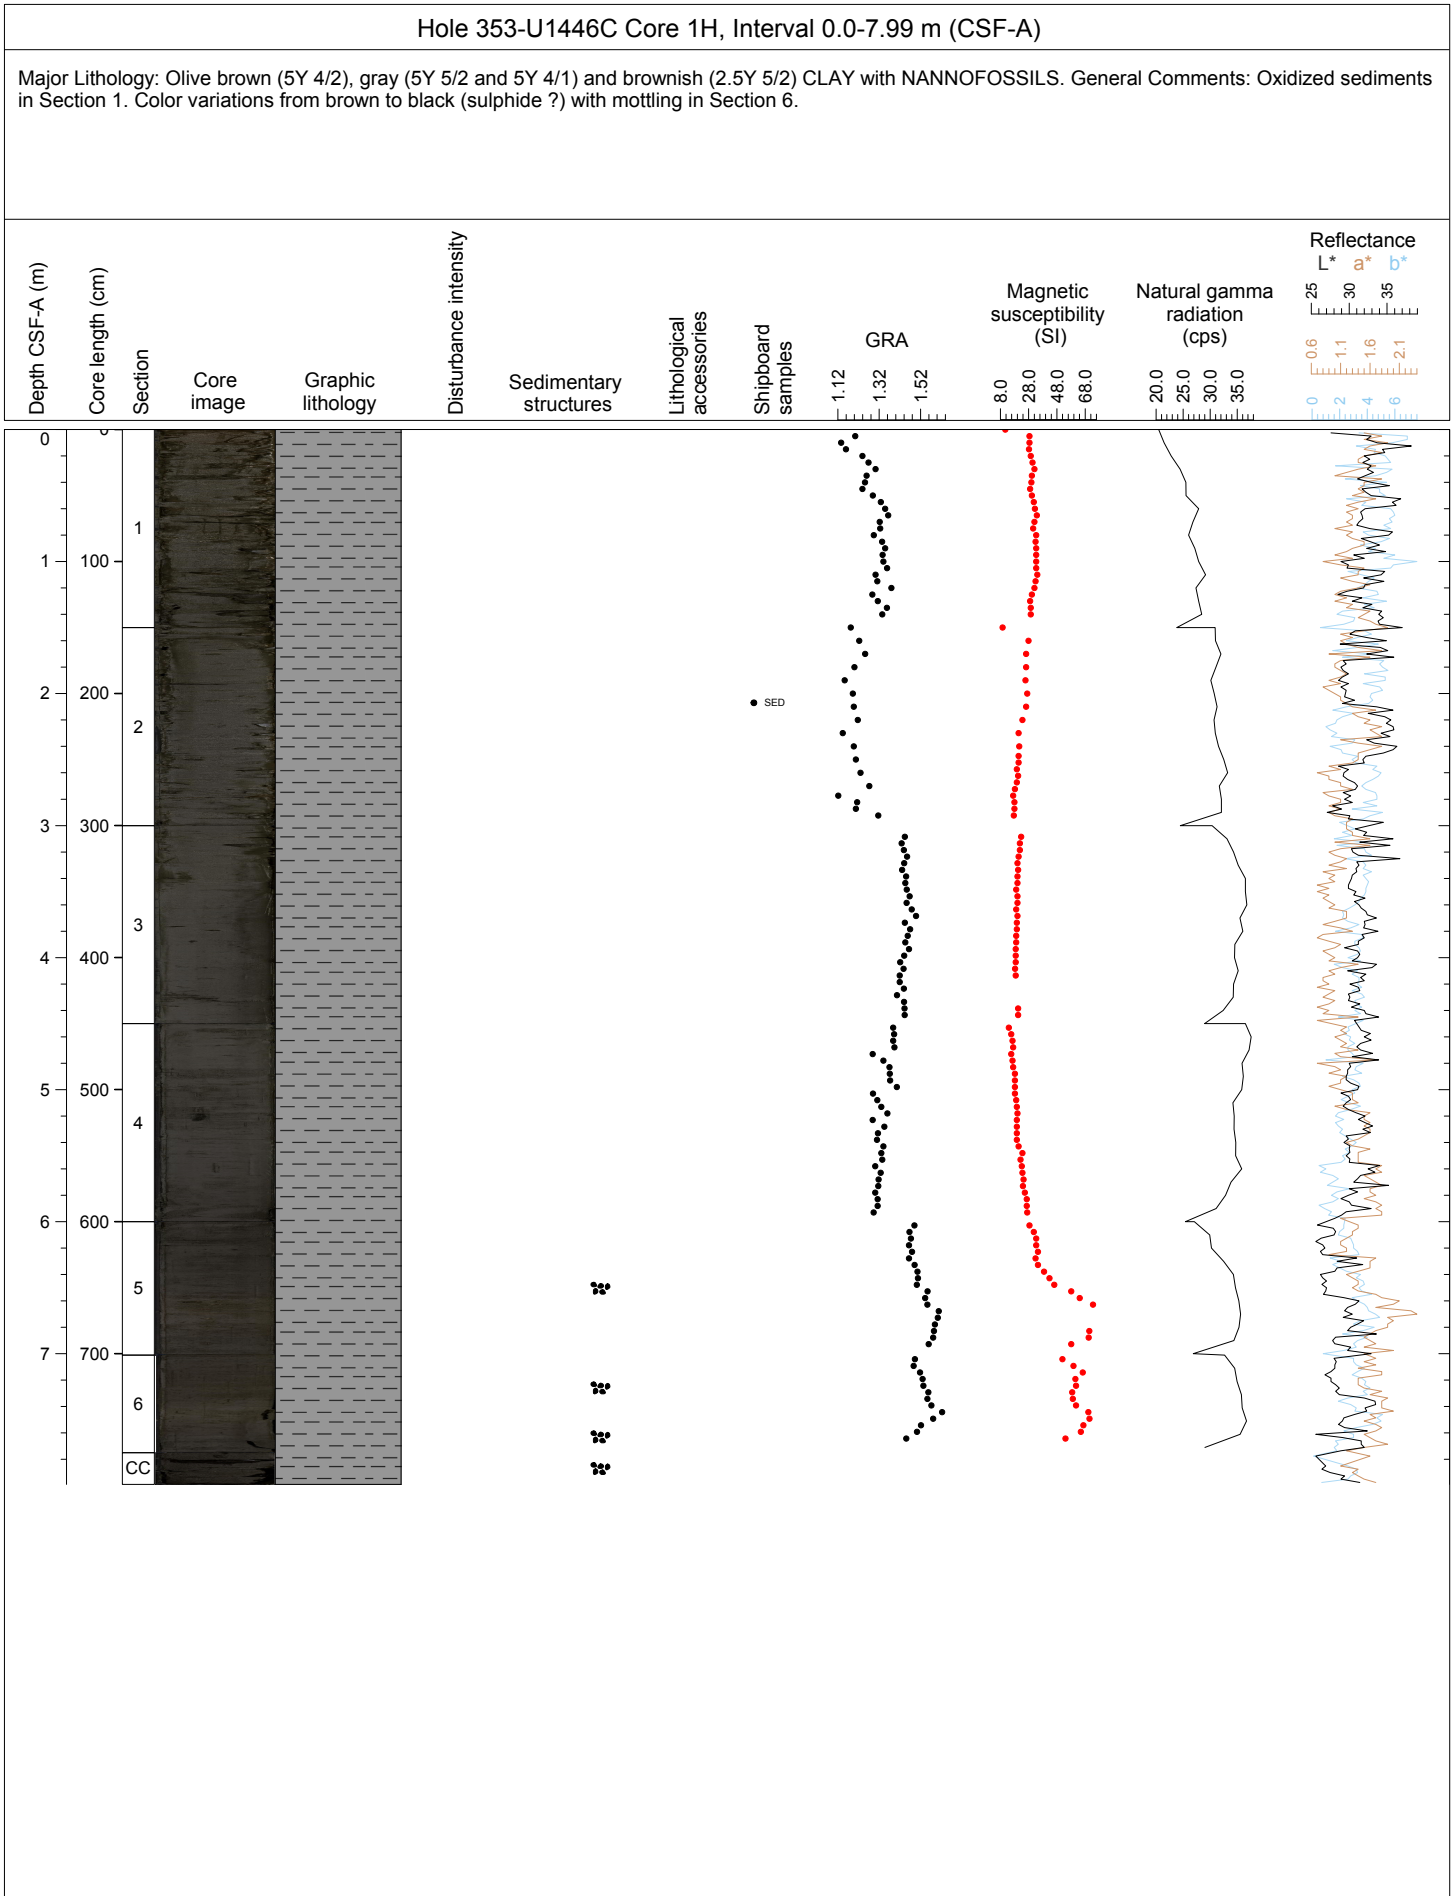 Hole 353-U1446C Core 1H, Interval 0.0-7.99 m (CSF-A)
Major Lithology: Olive brown (5Y 4/2), gray (5Y 5/2 and 5Y 4/1) and brownish (2.5Y 5/2) CLAY with NANNOFOSSILS. General Comments: Oxidized sediments
in Section 1. Color variations from brown to black (sulphide ?) with mottling in Section 6.
Depth CSF-A (m)
Core length (cm)
Section
Core
image
Graphic
lithology
Disturbance intensity
Sedimentary
structures
Lithological
accessories
Shipboard
samples
GRA
1.12 1.32 1.52
Magnetic
susceptibility
(SI)
8.0 28.0 48.0 68.0
Natural gamma
radiation
(cps)
20.0 25.0 30.0 35.0
Reflectance
L* a* b*
25 30 35
0.6 1.1 1.6 2.1
0 2 4 6
0
1
1 100
2 200
SED
2
3 300
3
4 400
5 500
4
6 600
5
7 700
6
CC